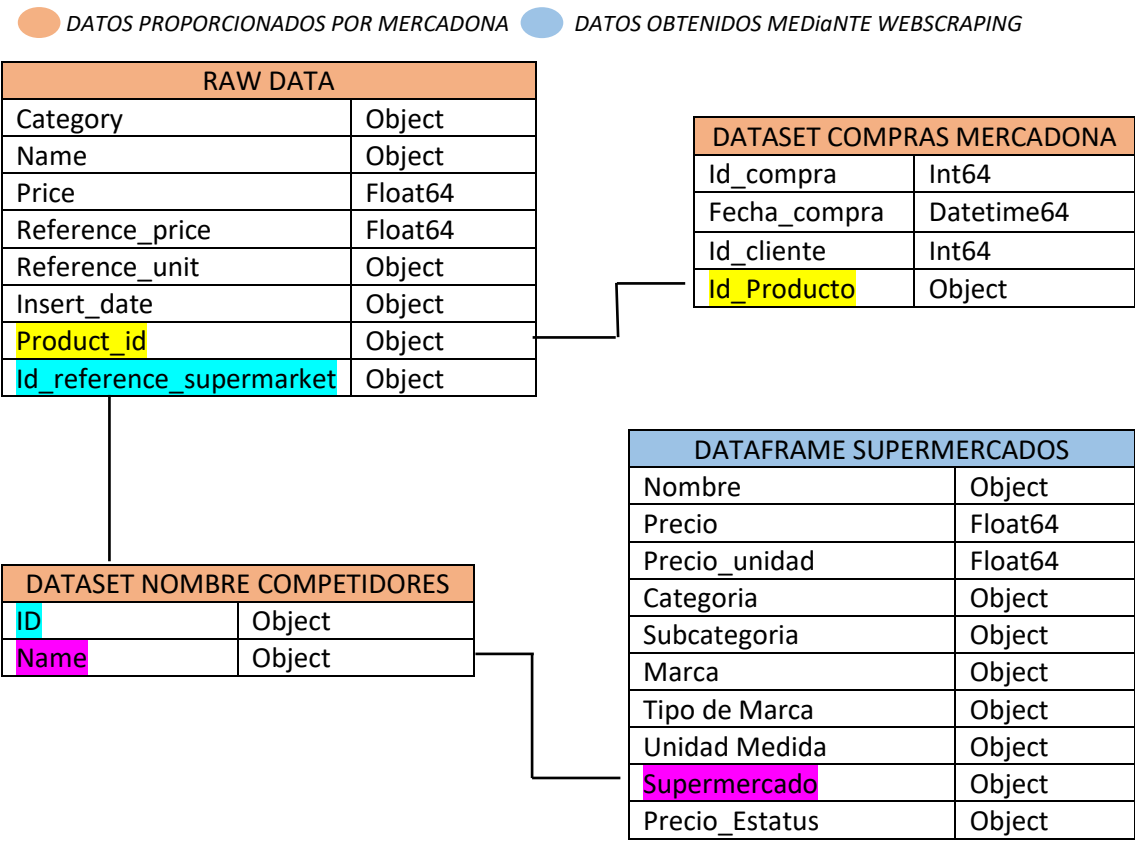 DATOS PROPORCIONADOS POR MERCADONA DATOS OBTENIDOS MEDiaNTE WEBSCRAPING
RAW DATA
Category Object
Name Object
Price Float64
Reference_price Float64
Reference_unit Object
Insert_date Object
Product_id Object
Id_reference_supermarket Object
DATASET COMPRAS MERCADONA
Id_compra Int64
Fecha_compra Datetime64
Id_cliente Int64
Id_Producto Object
DATASET NOMBRE COMPETIDORES
ID Object
Name Object
DATAFRAME SUPERMERCADOS
Nombre Object
Precio Float64
Precio_unidad Float64
Categoria Object
Subcategoria Object
Marca Object
Tipo de Marca Object
Unidad Medida Object
Supermercado Object
Precio_Estatus Object